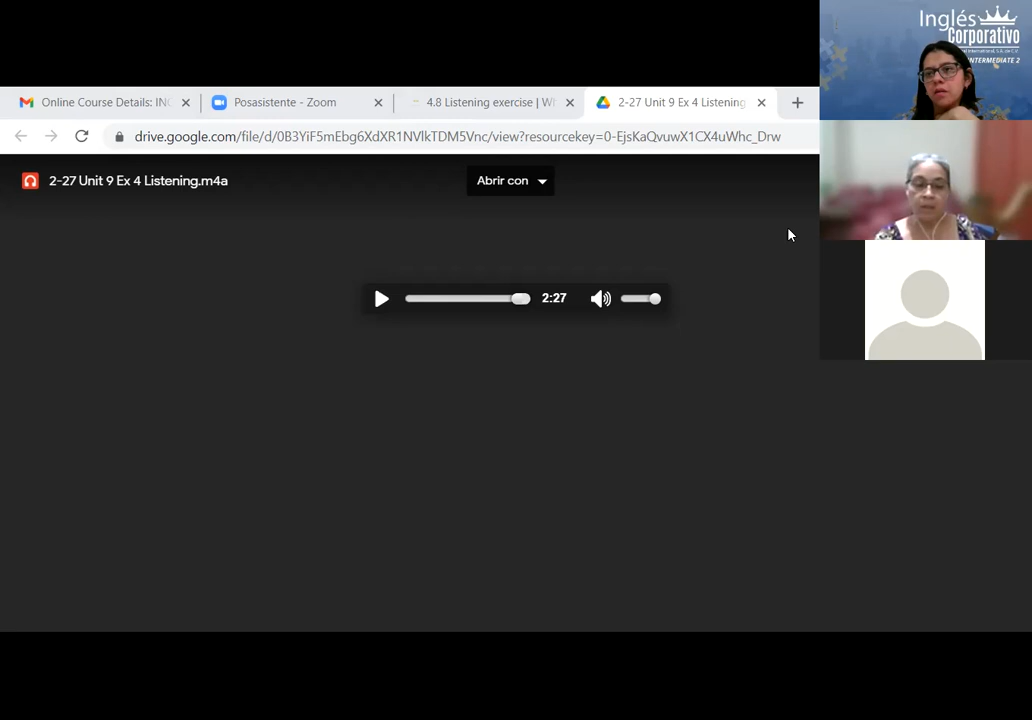 Inglés
Corporativo
INTERMEDIATE 2
Online Course Details: INC
Posasistente - Zoom
4.8 Listening exercise | W
2-27 Unit 9 Ex 4 Listening
drive.google.com/file/d/0B3YiF5mEbg6XdXR1NVlkTDM5Vnc/view?resourcekey=0-EjsKaQvuwX1CX4uWhc_Drw
2-27 Unit 9 Ex 4 Listening.m4a
Abrir con
2:27